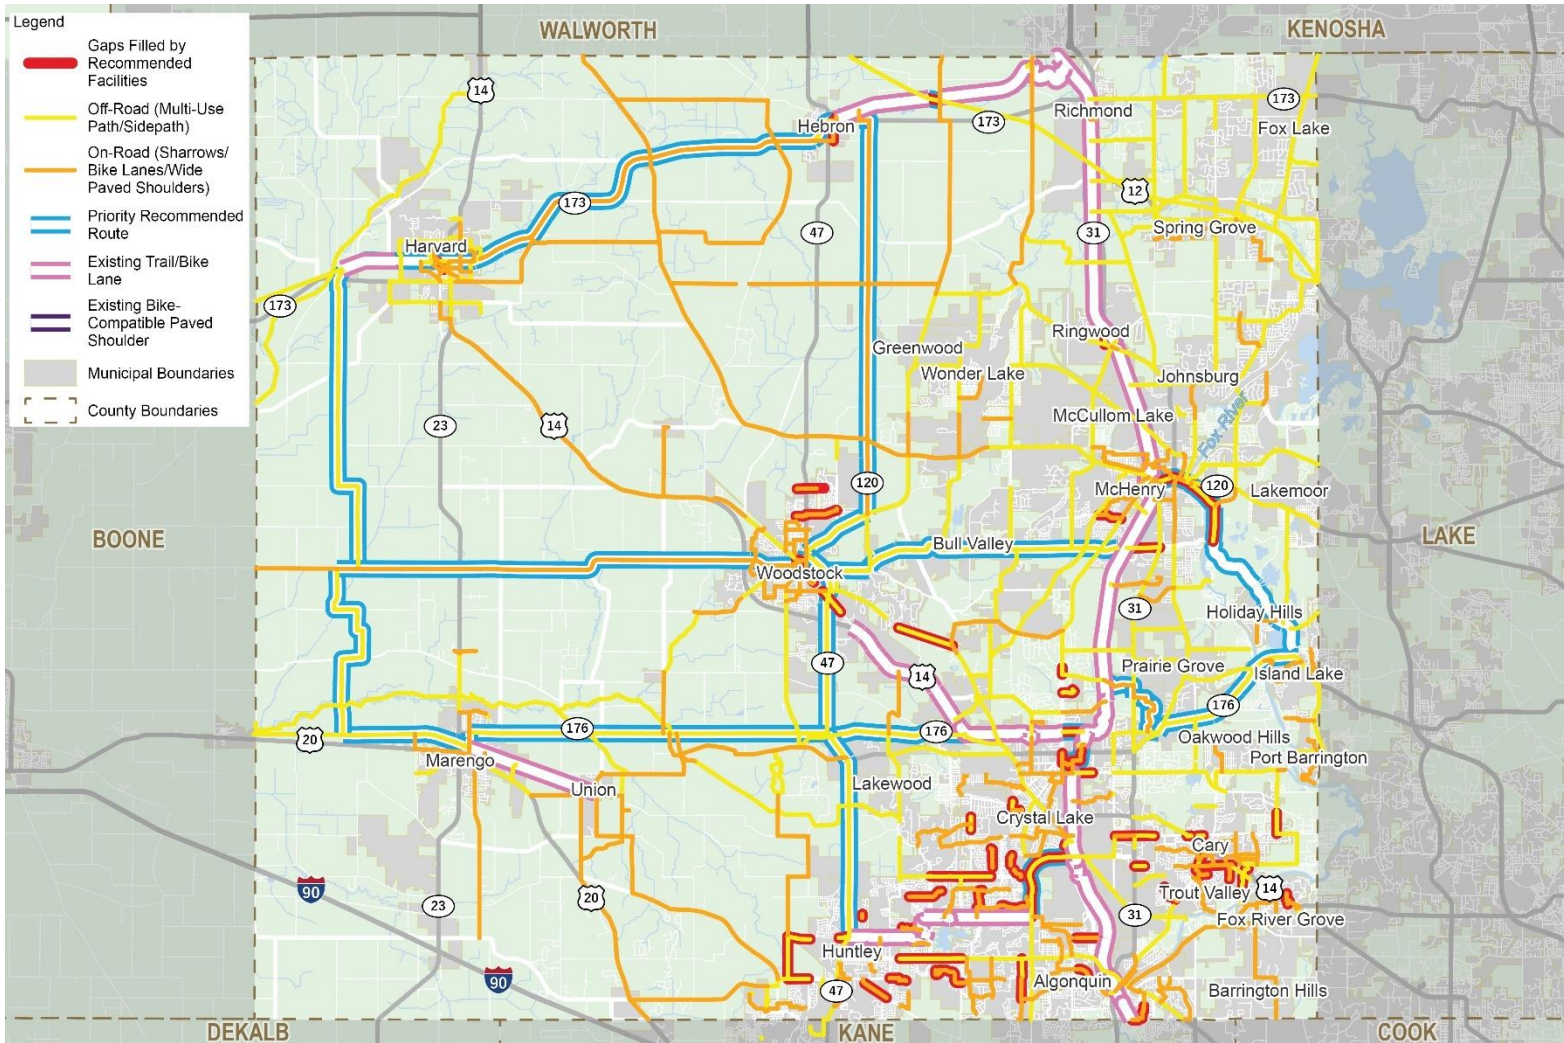 Legend
Gaps Filled by
Recommended
Facilities
Off-Road (Multi-Use
Path/Sidepath)
On-Road (Sharrows/
Bike Lanes/Wide
Paved Shoulders)
Priority Recommended
Route
Existing Trail/Bike
Lane
Existing Bike-
Compatible Paved
Shoulder
Municipal Boundaries
County Boundaries
WALWORTH
KENOSHA
14
173
Hebron
173
Richmond
Fox Lake
12
173
47
31
Spring Grove
Harvard
173
Ringwood
Greenwood
Wonder Lake
Johnsburg
McCullom Lake
Fox River
23
14
120
McHenry
120
Lakemoor
BOONE
Bull Valley
LAKE
Woodstock
31
Holiday Hills
47
14
Prairie Grove
Island Lake
176
20
176
176
Oakwood Hills
Marengo
Port Barrington
Union
Lakewood
Crystal Lake
Cary
90
20
Trout Valley
14
23
31
Fox River Grove
Huntley
90
47
Algonquin
Barrington Hills
DEKALB
KANE
COOK